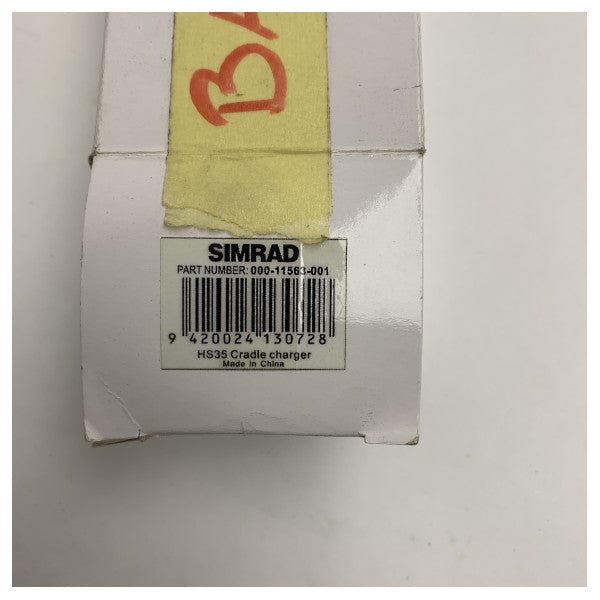 BA
SIMRAD
PART NUMBER: 000-11563-001
9 420024 130728
HS35 Cradle charger
Made in China